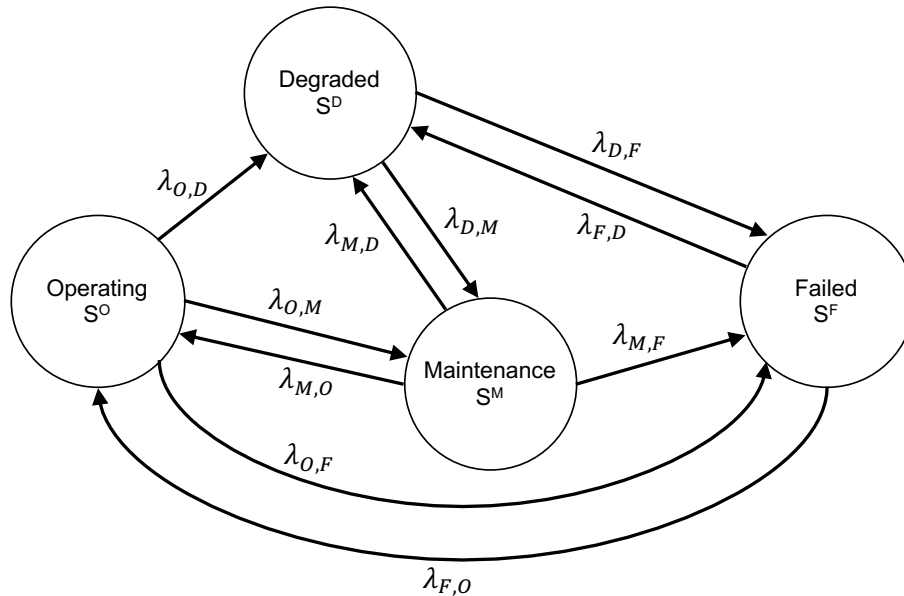 Degraded
S^D
λ_{D,F}
λ_{O,D}
λ_{D,M}
λ_{F,D}
λ_{M,D}
Operating
S^O
λ_{O,M}
Failed
S^F
λ_{M,F}
Maintenance
S^M
λ_{M,O}
λ_{O,F}
λ_{F,O}